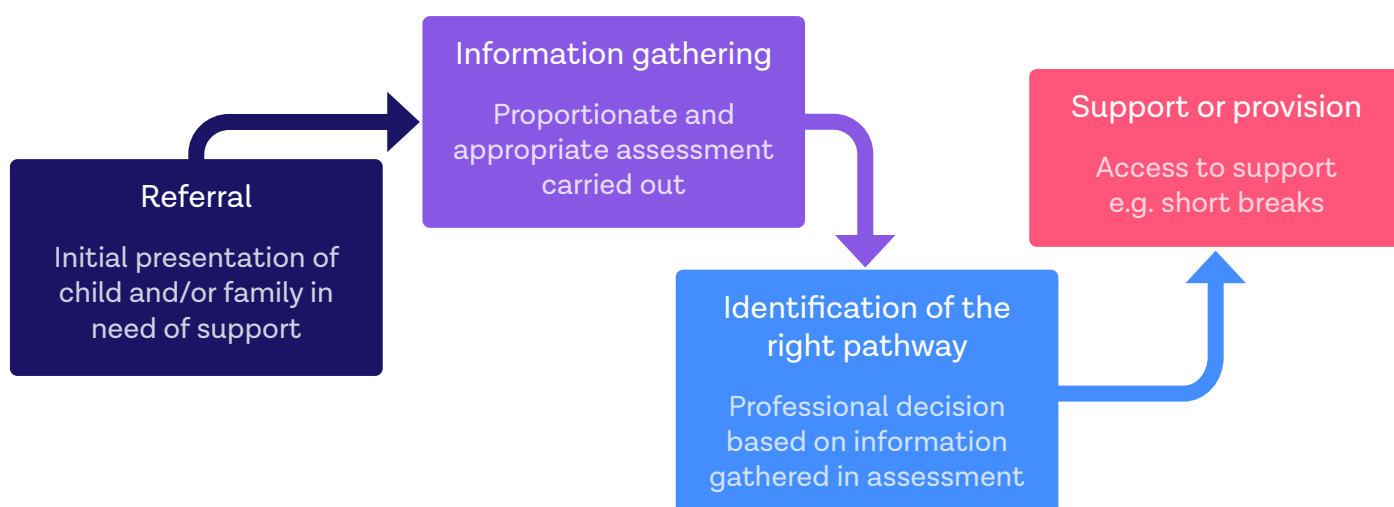 Referral
Initial presentation of
child and/or family in
need of support
Information gathering
Proportionate and
appropriate assessment
carried out
Identification of the
right pathway
Professional decision
based on information
gathered in assessment
Support or provision
Access to support
e.g. short breaks